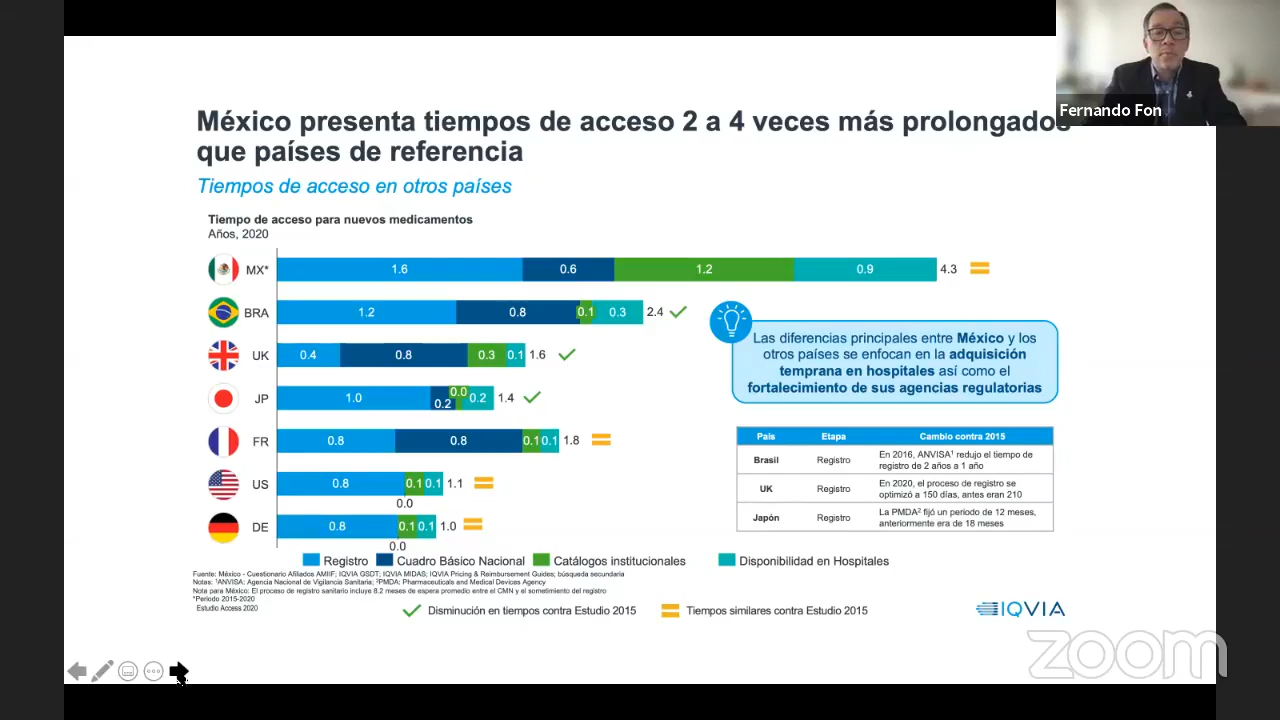 Fernando Fon
México presenta tiempos de acceso 2 a 4 veces más prolongados
que países de referencia
Tiempos de acceso en otros países
Tiempo de acceso para nuevos medicamentos
Años, 2020
MX* 1.6 0.6 1.2 0.9 4.3
BRA 1.2 0.8 0.1 0.3 2.4
UK 0.4 0.8 0.3 0.1 1.6
JP 1.0 0.2 0.0 0.2 1.4
FR 0.8 0.8 0.1 0.1 1.8
US 0.8 0.0 0.1 0.1 1.1
DE 0.8 0.0 0.1 0.1 1.0
Las diferencias principales entre México y los
otros países se enfocan en la adquisición
temprana en hospitales así como el
fortalecimiento de sus agencias regulatorias
País Etapa Cambio contra 2015
Brasil Registro En 2016, ANVISA¹ redujo el tiempo de
registro de 2 años a 1 año
UK Registro En 2020, el proceso de registro se
optimizó a 150 días, antes eran 210
Japón Registro La PMDA² fijó un periodo de 12 meses,
anteriormente era de 18 meses
Registro Cuadro Básico Nacional Catálogos institucionales Disponibilidad en Hospitales
Fuente: México - Cuestionario Afiliados AMIIF; IQVIA GSDT; IQVIA MIDAS; IQVIA Pricing & Reimbursement Guides; búsqueda secundaria
Notas: ¹ANVISA: Agencia Nacional de Vigilancia Sanitaria; ²PMDA: Pharmaceuticals and Medical Devices Agency
Nota para México: El proceso de registro sanitario incluye 8.2 meses de espera promedio entre el CMN y el sometimiento del registro
*Periodo 2015-2020
Estudio Access 2020
Disminución en tiempos contra Estudio 2015 Tiempos similares contra Estudio 2015
IQVIA
zoom